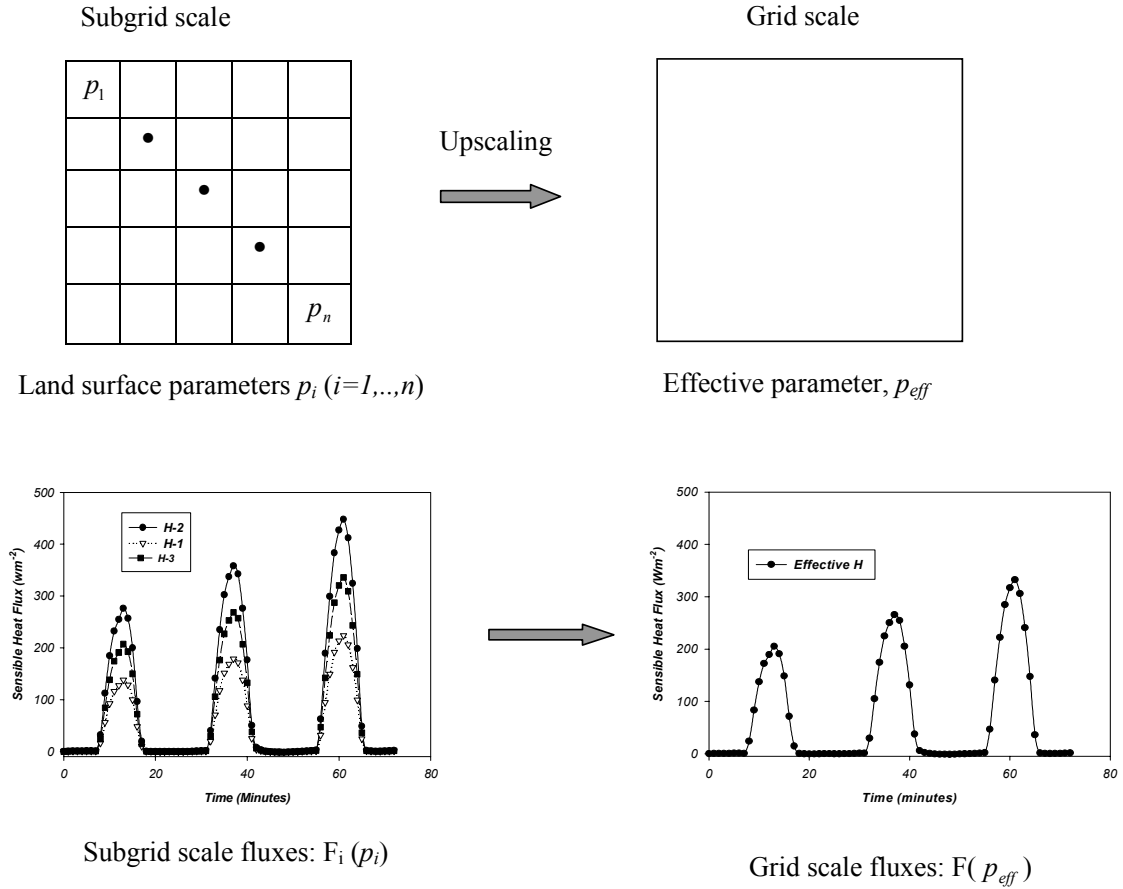 Subgrid scale
Grid scale
p1
pn
Upscaling
Land surface parameters pi (i=1,..,n)
Effective parameter, peff
Sensible Heat Flux (wm-2)
500
400
300
200
100
0
H-2
H-1
H-3
0 20 40 60 80
Time (Minutes)
Subgrid scale fluxes: Fi (pi)
Sensible Heat Flux (Wm-2)
500
400
300
200
100
0
Effective H
0 20 40 60 80
Time (minutes)
Grid scale fluxes: F( peff )